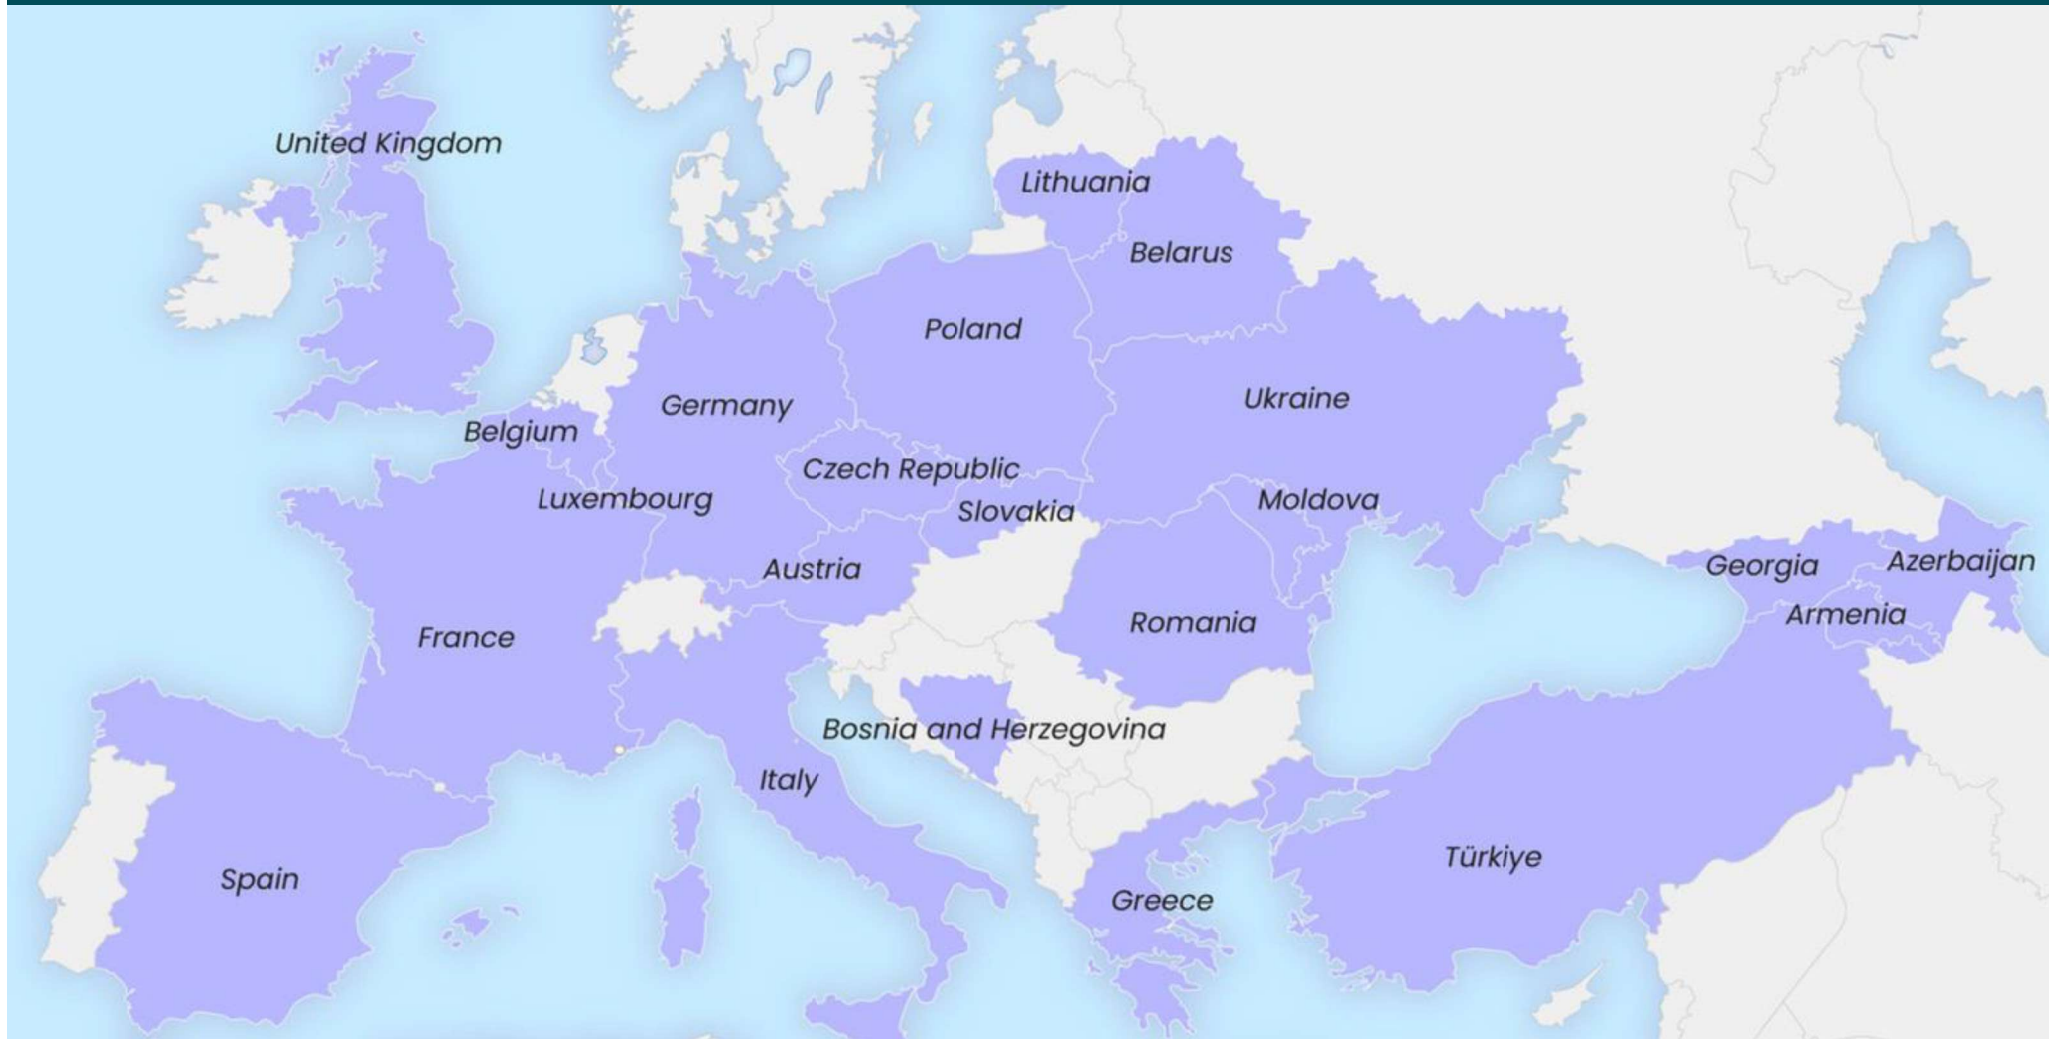 United Kingdom
Lithuania
Belarus
Poland
Ukraine
Germany
Belgium
Czech Republic
Luxembourg
Moldova
Slovakia
Azerbaijan
Georgia
Austria
Armenia
Romania
France
Bosnia and Herzegovina
Italy
Türkiye
Spain
Greece